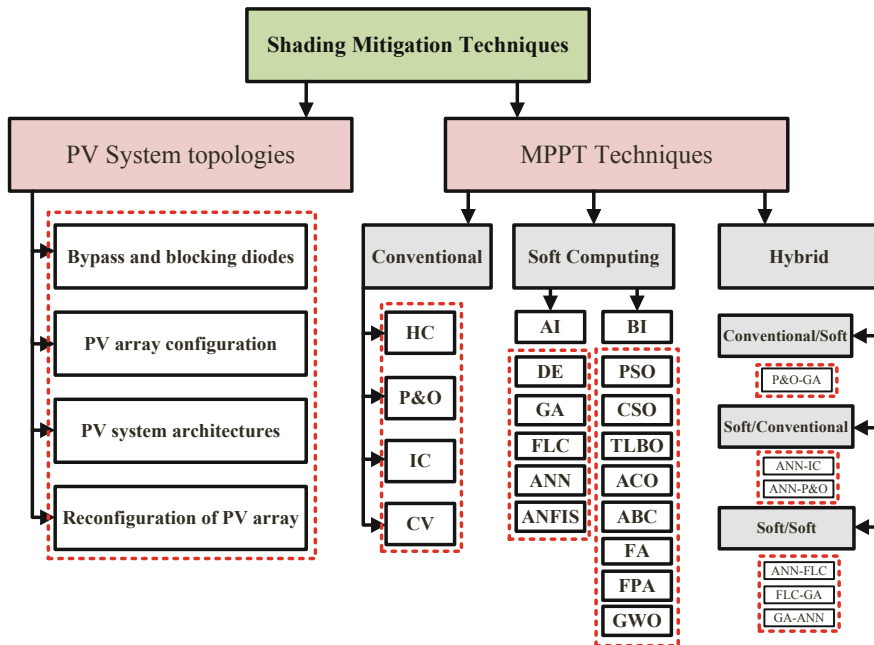 Shading Mitigation Techniques
PV System topologies
MPPT Techniques
Bypass and blocking diodes
PV array configuration
PV system architectures
Reconfiguration of PV array
Conventional
HC
P&O
IC
CV
Soft Computing
AI
DE
GA
FLC
ANN
ANFIS
BI
PSO
CSO
TLBO
ACO
ABC
FA
FPA
GWO
Hybrid
Conventional/Soft
P&O-GA
Soft/Conventional
ANN-IC
ANN-P&O
Soft/Soft
ANN-FLC
FLC-GA
GA-ANN